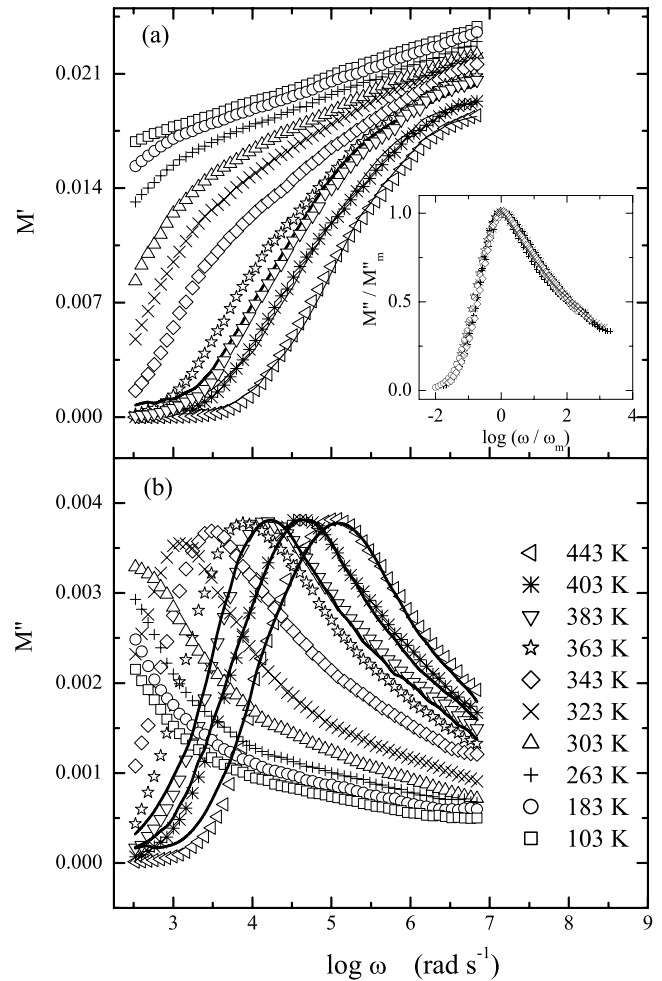 (a)
0.021
0.014
0.007
0.000
M'
1.0
0.5
0.0
M" / M"m
-2 0 2 4
log (ω / ωm)
(b)
0.004
0.003
0.002
0.001
0.000
M"
443 K
403 K
383 K
363 K
343 K
323 K
303 K
263 K
183 K
103 K
3 4 5 6 7 8 9
log ω (rad s-1)